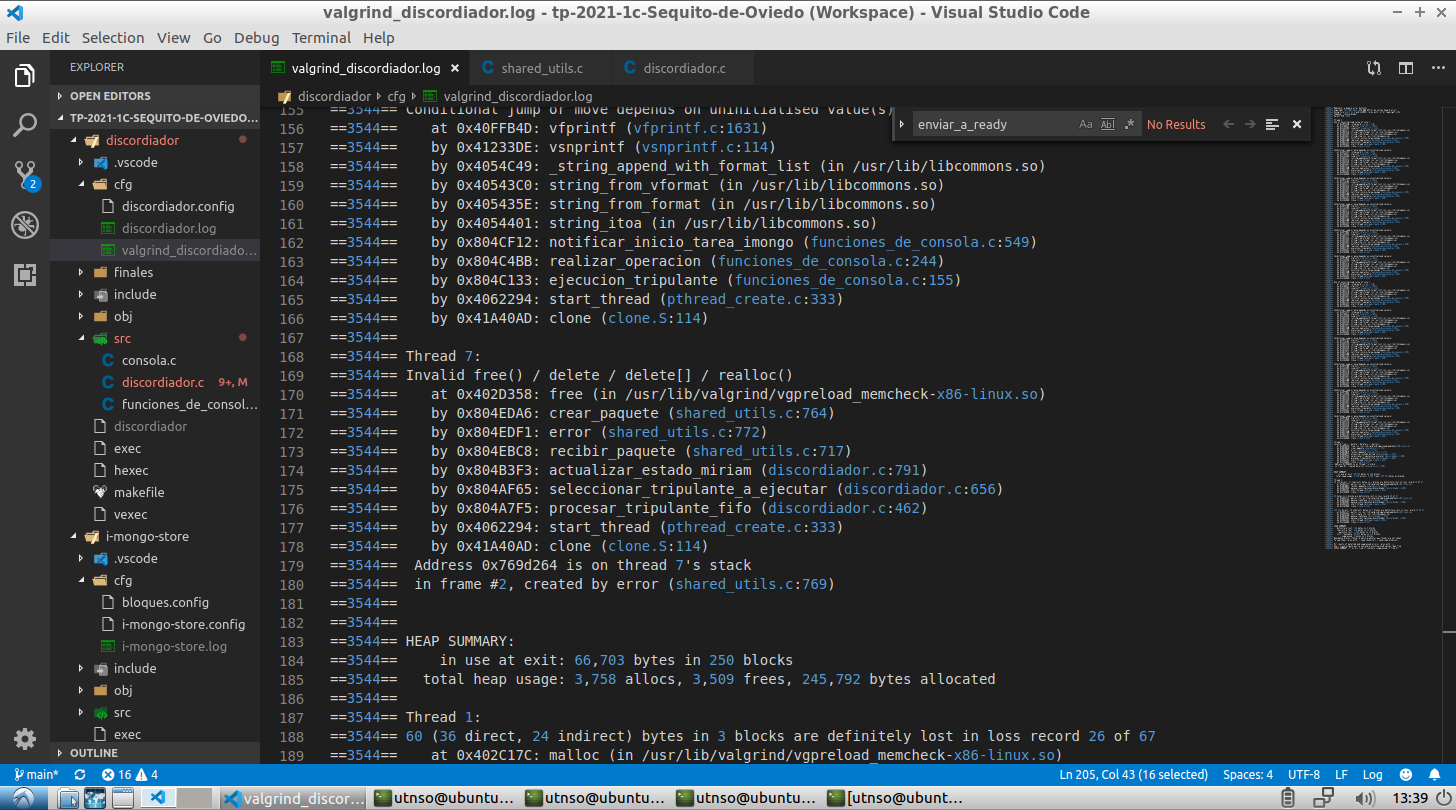 valgrind_discordiador.log - tp-2021-1c-Sequito-de-Oviedo (Workspace) - Visual Studio Code
File Edit Selection View Go Debug Terminal Help
EXPLORER
OPEN EDITORS
TP-2021-1C-SEQUITO-DE-OVIEDO...
discordiador
.vscode
cfg
discordiador.config
discordiador.log
valgrind_discordiado...
finales
include
obj
src
consola.c
discordiador.c 9+, M
funciones_de_consol...
discordiador
exec
hexec
makefile
vexec
i-mongo-store
.vscode
cfg
bloques.config
i-mongo-store.config
i-mongo-store.log
include
obj
src
exec
OUTLINE
2
valgrind_discordiador.log × shared_utils.c discordiador.c
discordiador cfg valgrind_discordiador.log
enviar_a_ready Aa Abl .* No Results
155 ==3544== Conditional jump or move depends on uninitialised value(s)
156 ==3544==    at 0x40FFB4D: vfprintf (vfprintf.c:1631)
157 ==3544==    by 0x41233DE: vsnprintf (vsnprintf.c:114)
158 ==3544==    by 0x4054C49: _string_append_with_format_list (in /usr/lib/libcommons.so)
159 ==3544==    by 0x40543C0: string_from_vformat (in /usr/lib/libcommons.so)
160 ==3544==    by 0x405435E: string_from_format (in /usr/lib/libcommons.so)
161 ==3544==    by 0x4054401: string_itoa (in /usr/lib/libcommons.so)
162 ==3544==    by 0x804CF12: notificar_inicio_tarea_imongo (funciones_de_consola.c:549)
163 ==3544==    by 0x804C4BB: realizar_operacion (funciones_de_consola.c:244)
164 ==3544==    by 0x804C133: ejecucion_tripulante (funciones_de_consola.c:155)
165 ==3544==    by 0x4062294: start_thread (pthread_create.c:333)
166 ==3544==    by 0x41A40AD: clone (clone.S:114)
167 ==3544==
168 ==3544== Thread 7:
169 ==3544== Invalid free() / delete / delete[] / realloc()
170 ==3544==    at 0x402D358: free (in /usr/lib/valgrind/vgpreload_memcheck-x86-linux.so)
171 ==3544==    by 0x804EDA6: crear_paquete (shared_utils.c:764)
172 ==3544==    by 0x804EDF1: error (shared_utils.c:772)
173 ==3544==    by 0x804EBC8: recibir_paquete (shared_utils.c:717)
174 ==3544==    by 0x804B3F3: actualizar_estado_miriam (discordiador.c:791)
175 ==3544==    by 0x804AF65: seleccionar_tripulante_a_ejecutar (discordiador.c:656)
176 ==3544==    by 0x804A7F5: procesar_tripulante_fifo (discordiador.c:462)
177 ==3544==    by 0x4062294: start_thread (pthread_create.c:333)
178 ==3544==    by 0x41A40AD: clone (clone.S:114)
179 ==3544==  Address 0x769d264 is on thread 7's stack
180 ==3544==  in frame #2, created by error (shared_utils.c:769)
181 ==3544==
182 ==3544==
183 ==3544== HEAP SUMMARY:
184 ==3544==     in use at exit: 66,703 bytes in 250 blocks
185 ==3544==   total heap usage: 3,758 allocs, 3,509 frees, 245,792 bytes allocated
186 ==3544==
187 ==3544== Thread 1:
188 ==3544== 60 (36 direct, 24 indirect) bytes in 3 blocks are definitely lost in loss record 26 of 67
189 ==3544==    at 0x402C17C: malloc (in /usr/lib/valgrind/vgpreload_memcheck-x86-linux.so)
main* 16 4 Ln 205, Col 43 (16 selected) Spaces: 4 UTF-8 LF Log
valgrind_discor... utnso@ubuntu... utnso@ubuntu... utnso@ubuntu... [utnso@ubunt... 13:39